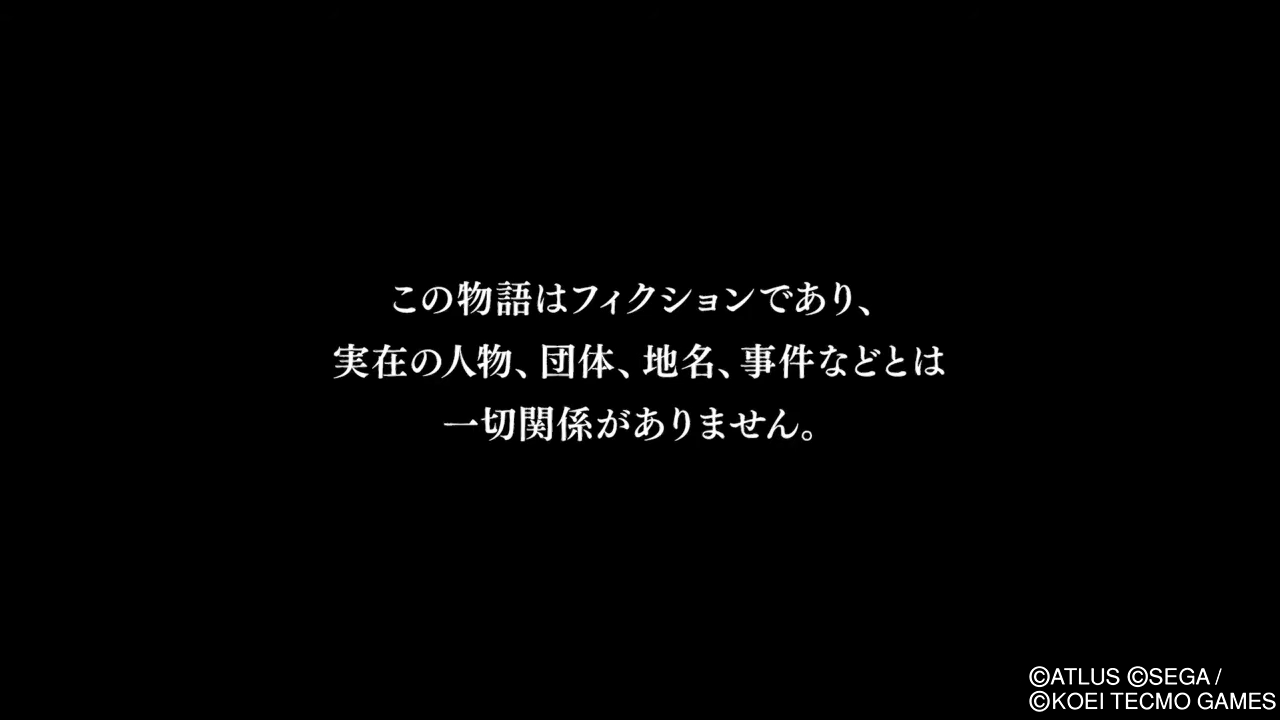 この物語はフィクションであり、
実在の人物、団体、地名、事件などとは
一切関係がありません。
©ATLUS ©SEGA /
©KOEI TECMO GAMES